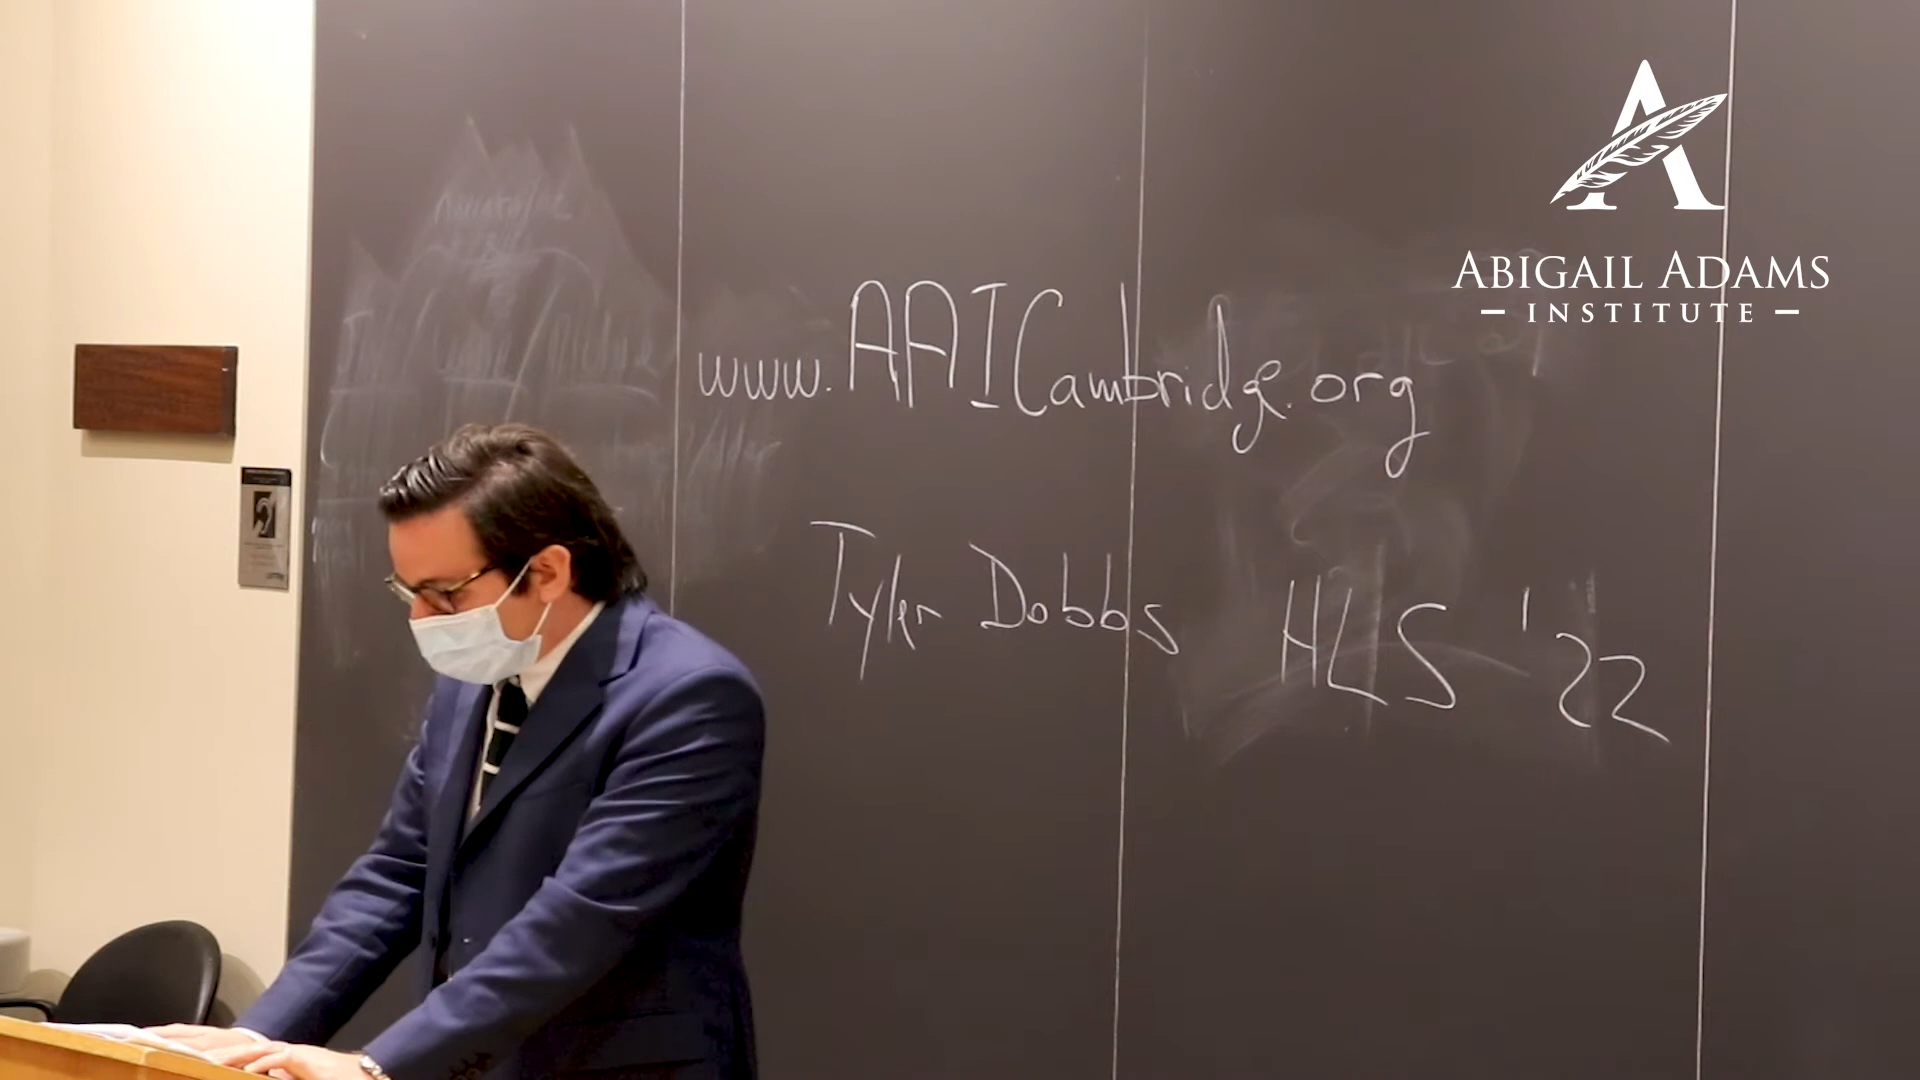 www.AAICambridge.org
Tyler Dobbs HLS '22
ABIGAIL ADAMS
INSTITUTE